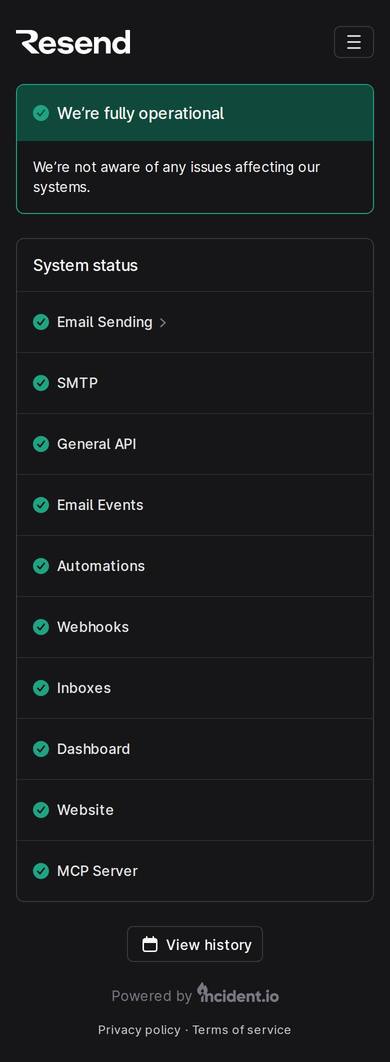 Resend
We’re fully operational
We’re not aware of any issues affecting our
systems.
System status
Email Sending
SMTP
General API
Email Events
Automations
Webhooks
Inboxes
Dashboard
Website
MCP Server
View history
Powered by incident.io
Privacy policy · Terms of service